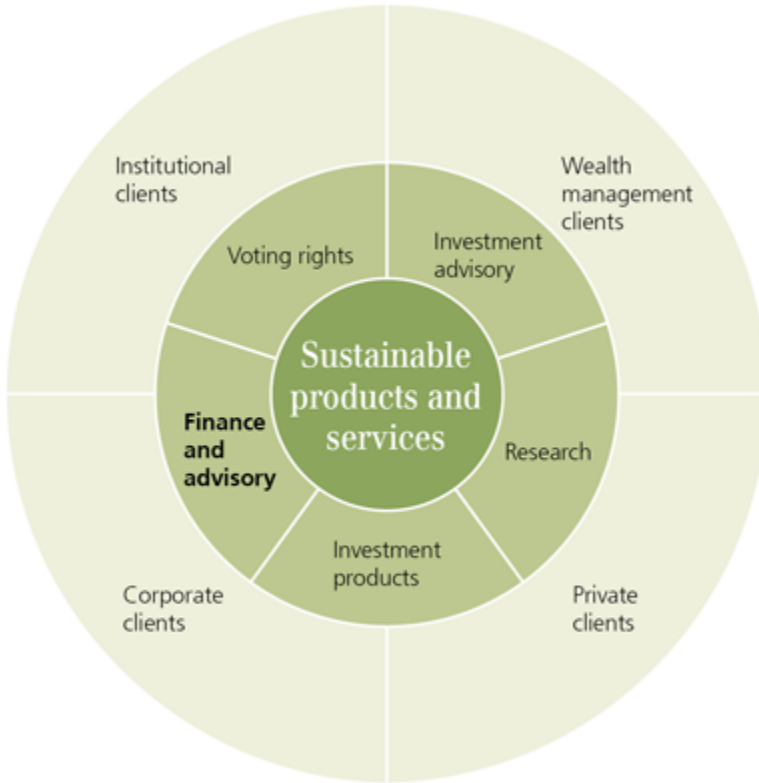 Institutional
clients
Wealth
management
clients
Voting rights
Investment
advisory
Sustainable
products and
services
Finance
and
advisory
Research
Investment
products
Corporate
clients
Private
clients